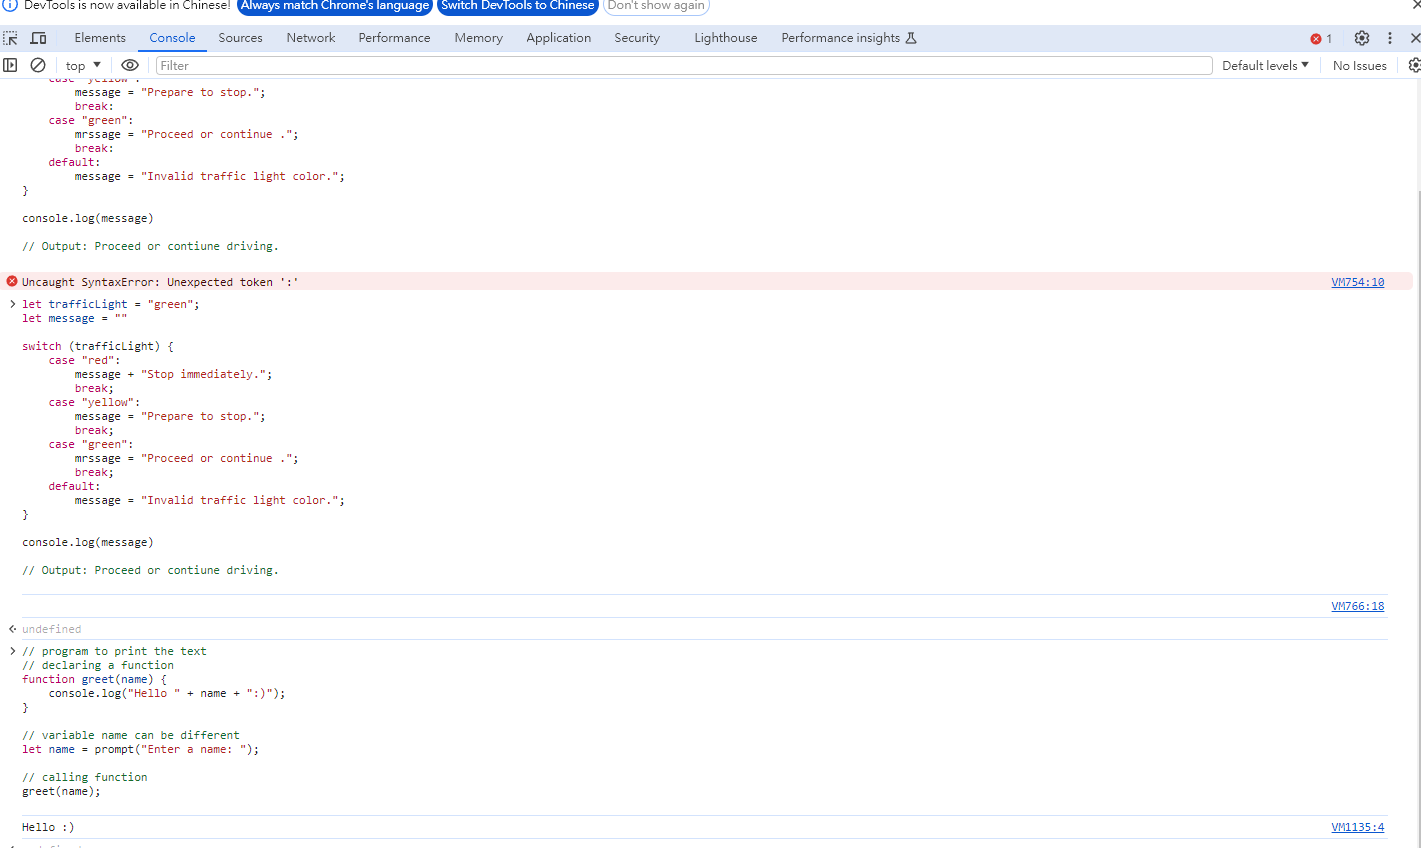 DevTools is now available in Chinese! Always match Chrome's language Switch DevTools to Chinese Don't show again
Elements Console Sources Network Performance Memory Application Security Lighthouse Performance insights 1
top Filter Default levels No Issues
case "yellow":
message = "Prepare to stop.";
break:
case "green":
mrssage = "Proceed or continue .";
break:
default:
message = "Invalid traffic light color.";
}
console.log(message)
// Output: Proceed or contiune driving.
Uncaught SyntaxError: Unexpected token ':' VM754:10
let trafficLight = "green";
let message = ""
switch (trafficLight) {
case "red":
message + "Stop immediately.";
break;
case "yellow":
message = "Prepare to stop.";
break;
case "green":
mrssage = "Proceed or continue .";
break;
default:
message = "Invalid traffic light color.";
}
console.log(message)
// Output: Proceed or contiune driving.
VM766:18
undefined
// program to print the text
// declaring a function
function greet(name) {
console.log("Hello " + name + ":)");
}
// variable name can be different
let name = prompt("Enter a name: ");
// calling function
greet(name);
Hello :) VM1135:4